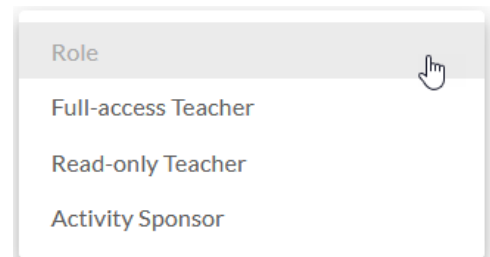 Role
Full-access Teacher
Read-only Teacher
Activity Sponsor